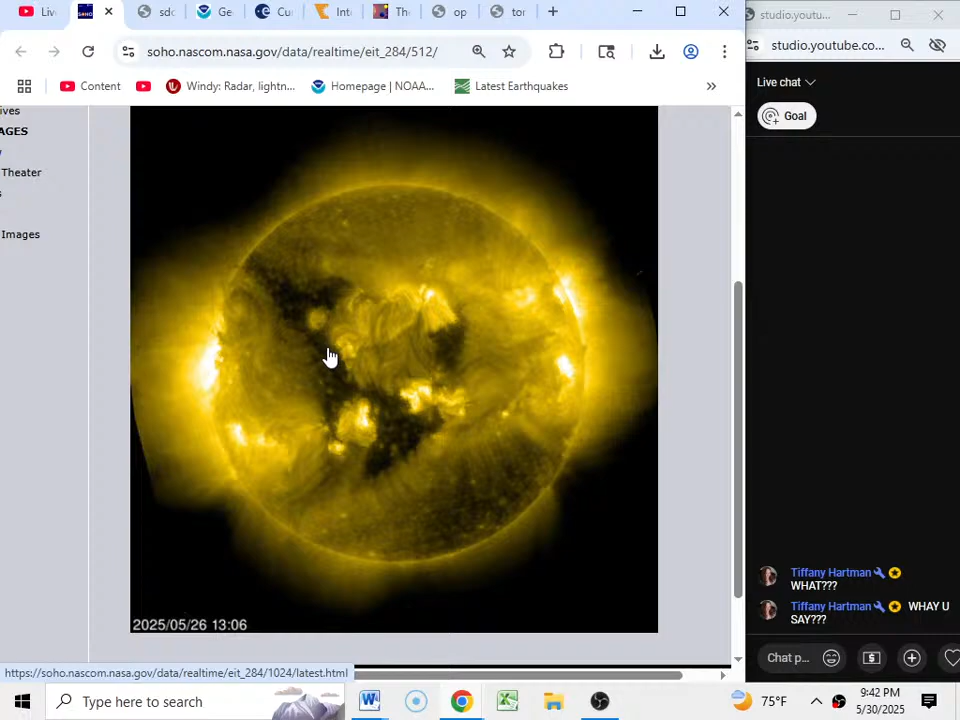 Liv
sdc
Ge
Cur
Inte
The
op
tor
studio.youtu...
soho.nascom.nasa.gov/data/realtime/eit_284/512/
studio.youtube.co...
Content
Windy: Radar, lightn...
Homepage | NOAA...
Latest Earthquakes
»
Live chat
Goal
ives
AGES
Theater
s
Images
2025/05/26 13:06
Tiffany Hartman
WHAT???
Tiffany Hartman WHAY U
SAY???
Chat p...
https://soho.nascom.nasa.gov/data/realtime/eit_284/1024/latest.html
Type here to search
75°F
9:42 PM
5/30/2025